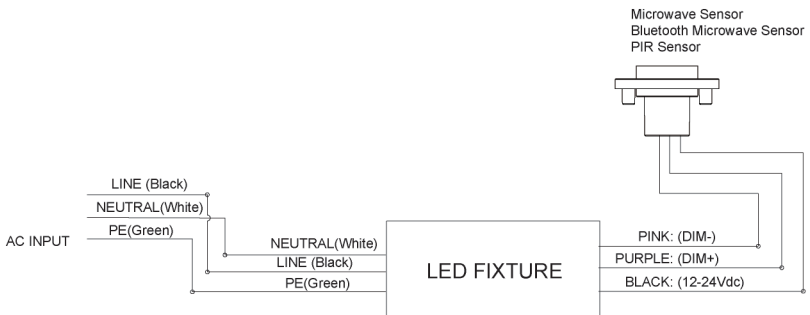 Microwave Sensor
Bluetooth Microwave Sensor
PIR Sensor
LINE (Black)
NEUTRAL(White)
PE(Green)
AC INPUT
NEUTRAL(White)
LINE (Black)
PE(Green)
LED FIXTURE
PINK: (DIM-)
PURPLE: (DIM+)
BLACK: (12-24Vdc)